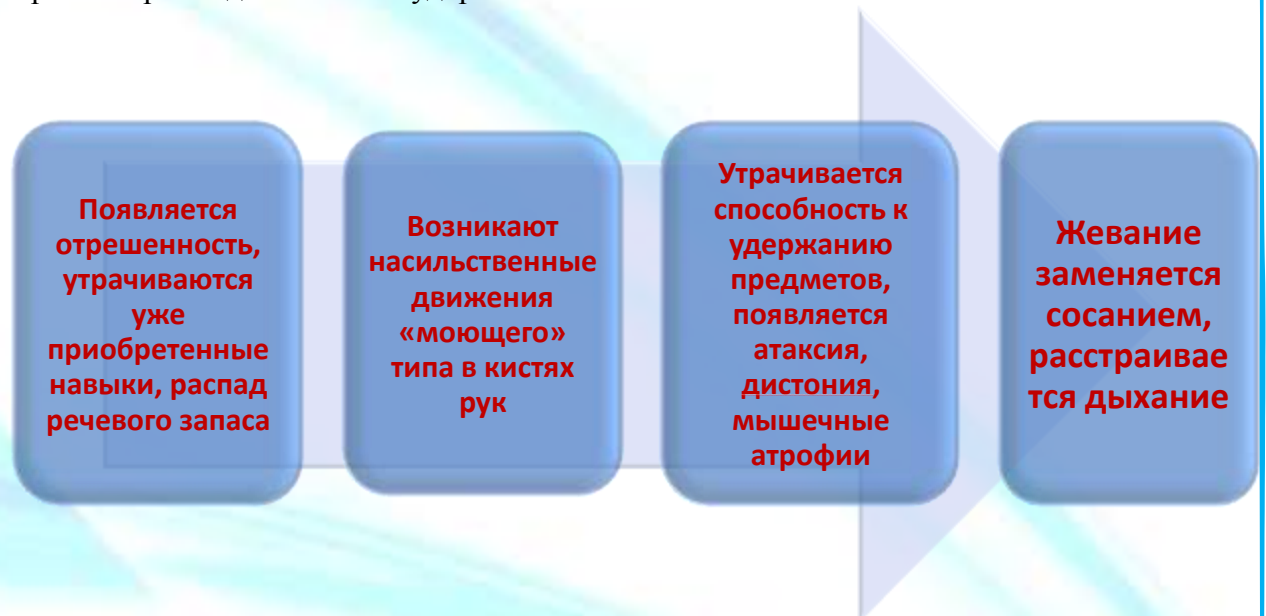 Появляется
отрешенность,
утрачиваются
уже
приобретенные
навыки, распад
речевого запаса
Возникают
насильственные
движения
«моющего»
типа в кистях
рук
Утрачивается
способность к
удержанию
предметов,
появляется
атаксия,
дистония,
мышечные
атрофии
Жевание
заменяется
сосанием,
расстраивае
тся дыхание